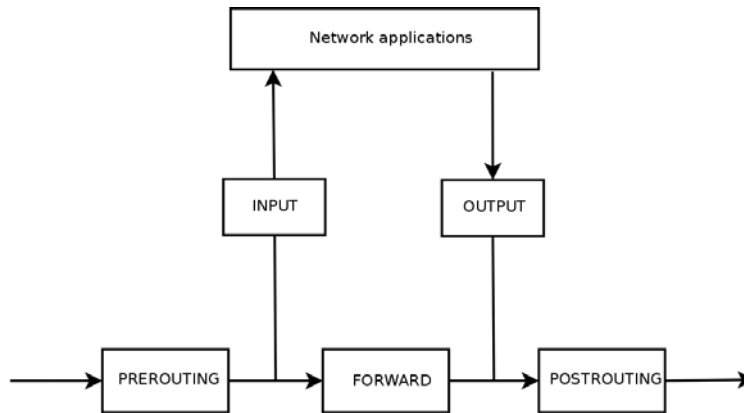 Network applications
INPUT
OUTPUT
PREROUTING
FORWARD
POSTROUTING